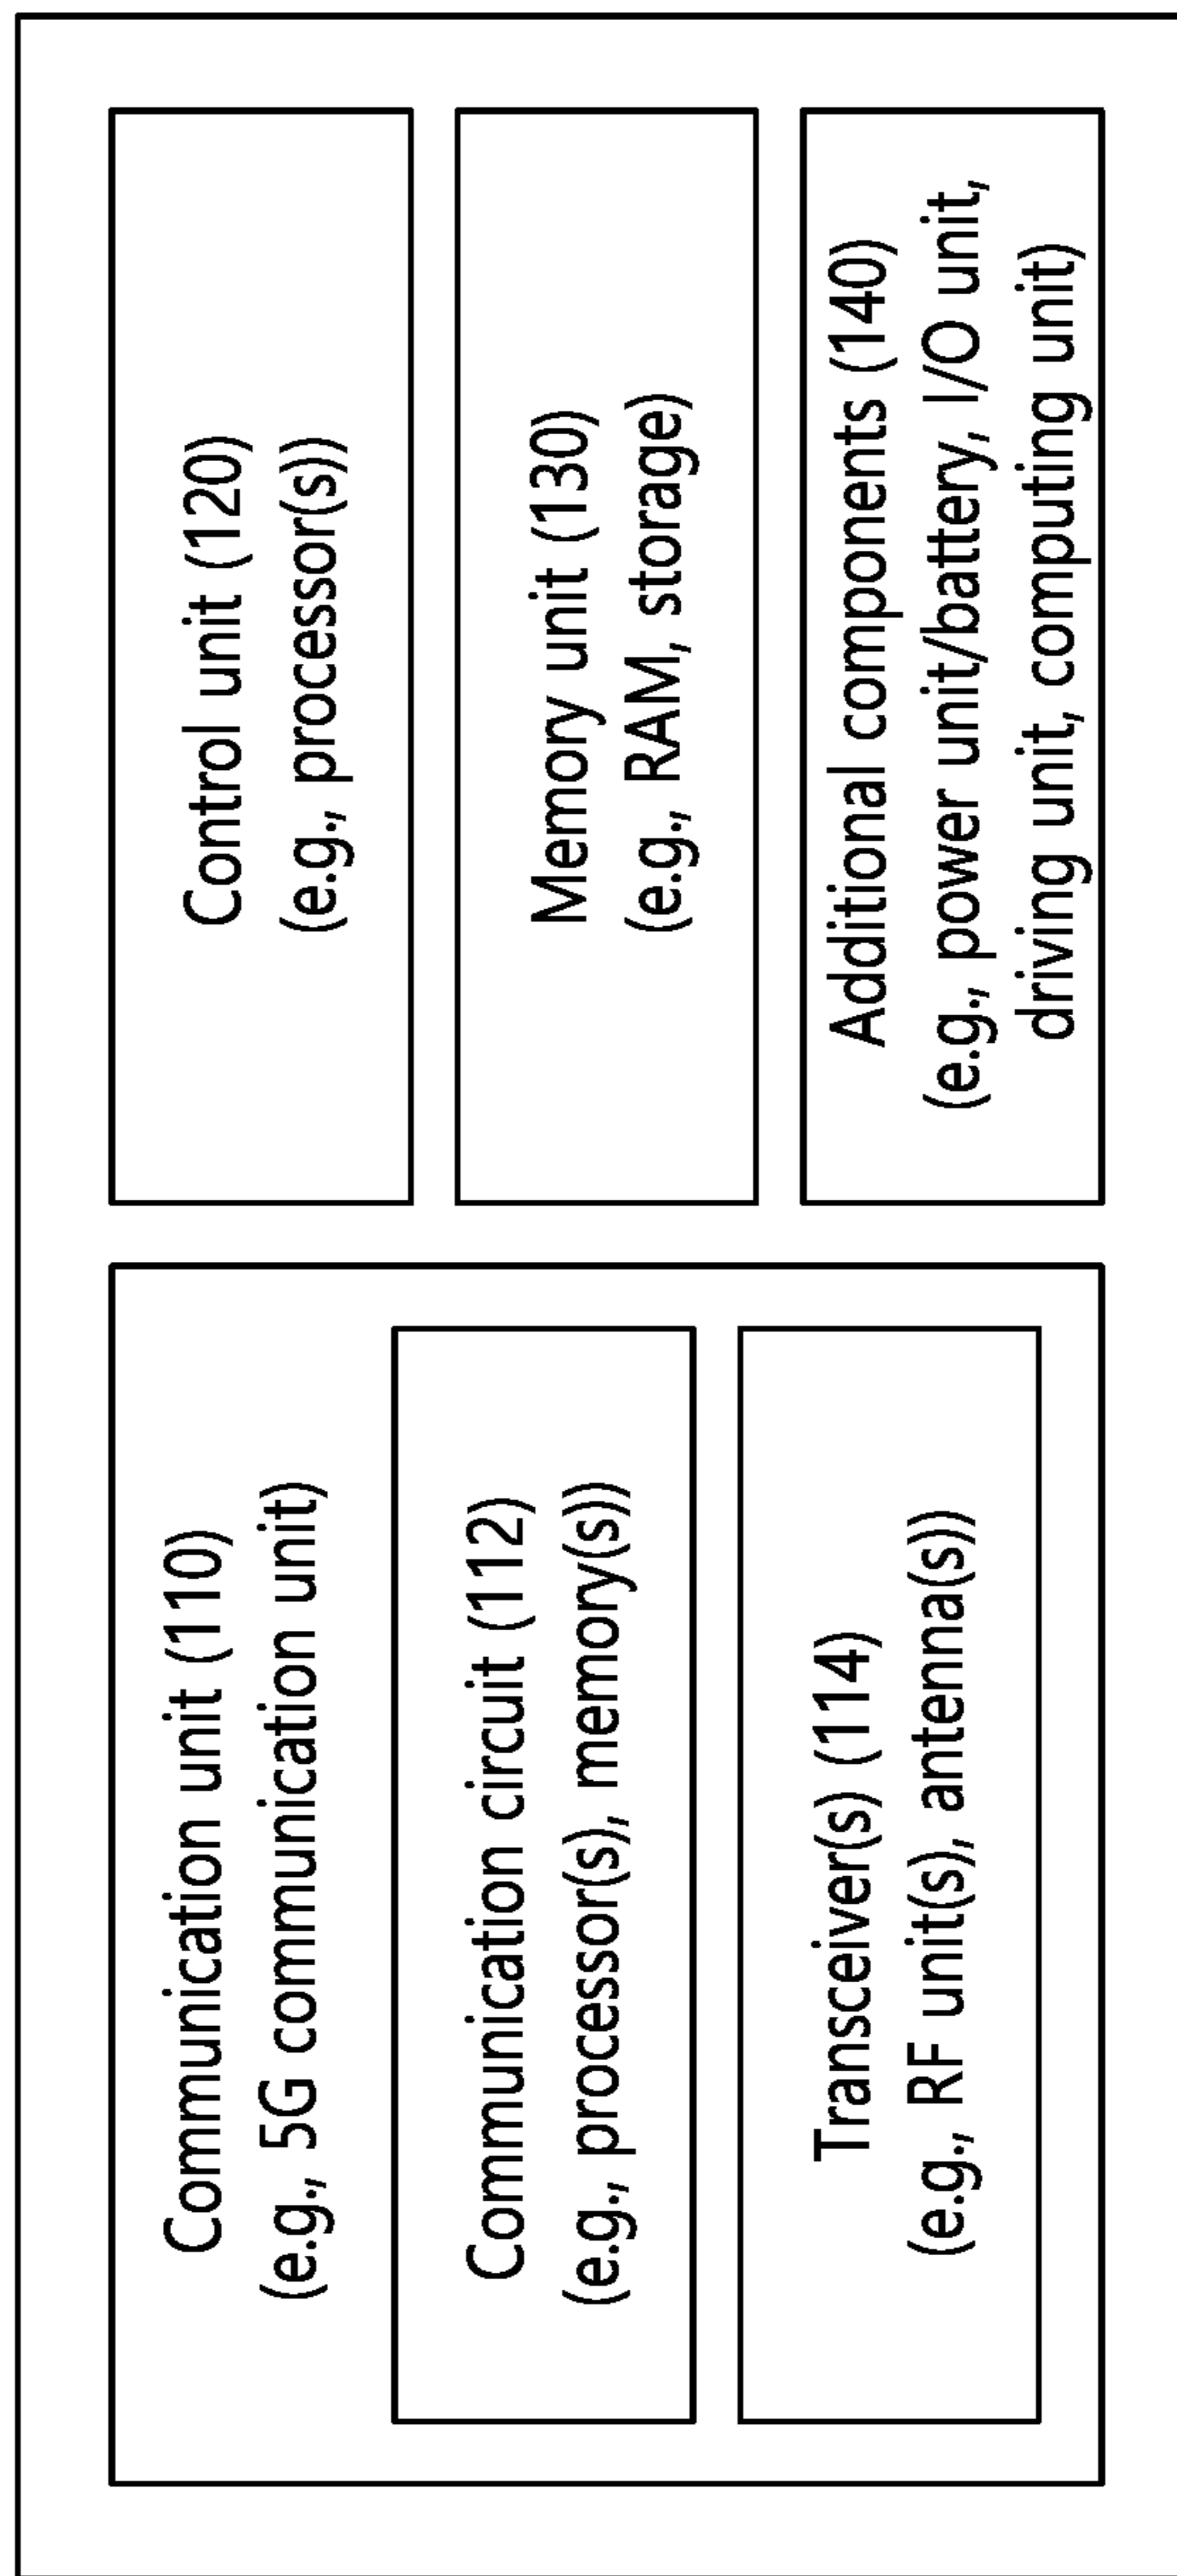 Communication unit (110)
(e.g., 5G communication unit)
Communication circuit (112)
(e.g., processor(s), memory(s))
Transceiver(s) (114)
(e.g., RF unit(s), antenna(s))
Control unit (120)
(e.g., processor(s))
Memory unit (130)
(e.g., RAM, storage)
Additional components (140)
(e.g., power unit/battery, I/O unit,
driving unit, computing unit)